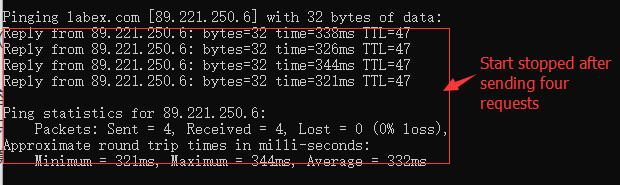 Pinging labex.com [89.221.250.6] with 32 bytes of data:
Reply from 89.221.250.6: bytes=32 time=338ms TTL=47
Reply from 89.221.250.6: bytes=32 time=326ms TTL=47
Reply from 89.221.250.6: bytes=32 time=344ms TTL=47
Reply from 89.221.250.6: bytes=32 time=321ms TTL=47
Start stopped after
sending four
requests
Ping statistics for 89.221.250.6:
Packets: Sent = 4, Received = 4, Lost = 0 (0% loss),
Approximate round trip times in milli-seconds:
Minimum = 321ms, Maximum = 344ms, Average = 332ms